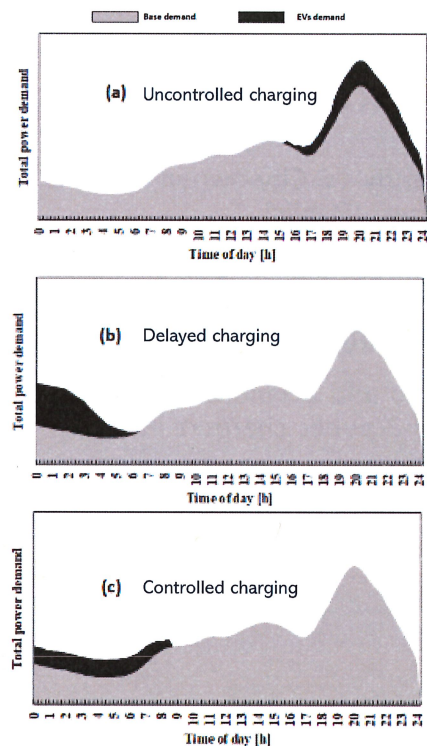 Base demand EVs demand
(a) Uncontrolled charging
Total power demand
0 1 2 3 4 5 6 7 8 9 10 11 12 13 14 15 16 17 18 19 20 21 22 23 24
Time of day [h]
(b) Delayed charging
Total power demand
0 1 2 3 4 5 6 7 8 9 10 11 12 13 14 15 16 17 18 19 20 21 22 23 24
Time of day [h]
(c) Controlled charging
Total power demand
0 1 2 3 4 5 6 7 8 9 10 11 12 13 14 15 16 17 18 19 20 21 22 23 24
Time of day [h]